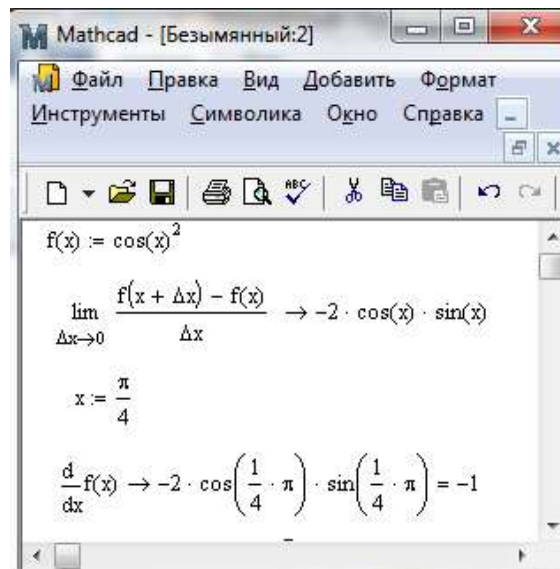 Mathcad - [Безымянный:2]
Файл Правка Вид Добавить Формат
Инструменты Символика Окно Справка
ABC
f(x) := cos(x)²
lim Δx→0 (f(x + Δx) − f(x))/Δx → −2 · cos(x) · sin(x)
x := π/4
d/dx f(x) → −2 · cos(1/4 · π) · sin(1/4 · π) = −1